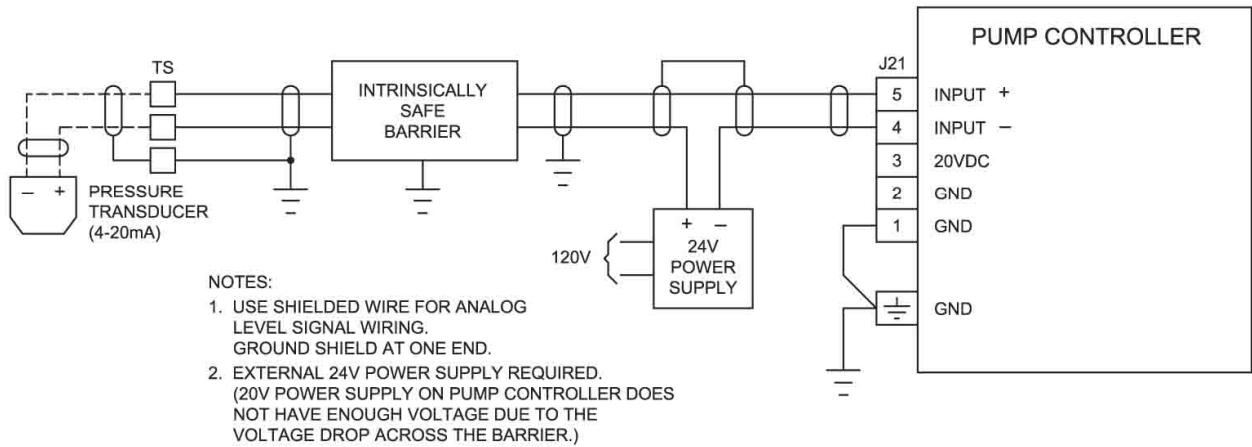 PUMP CONTROLLER
TS
INTRINSICALLY
SAFE
BARRIER
J21
5 INPUT +
4 INPUT −
3 20VDC
2 GND
1 GND
GND
− +
PRESSURE
TRANSDUCER
(4-20mA)
+ −
24V
POWER
SUPPLY
120V
NOTES:
1. USE SHIELDED WIRE FOR ANALOG
LEVEL SIGNAL WIRING.
GROUND SHIELD AT ONE END.
2. EXTERNAL 24V POWER SUPPLY REQUIRED.
(20V POWER SUPPLY ON PUMP CONTROLLER DOES
NOT HAVE ENOUGH VOLTAGE DUE TO THE
VOLTAGE DROP ACROSS THE BARRIER.)